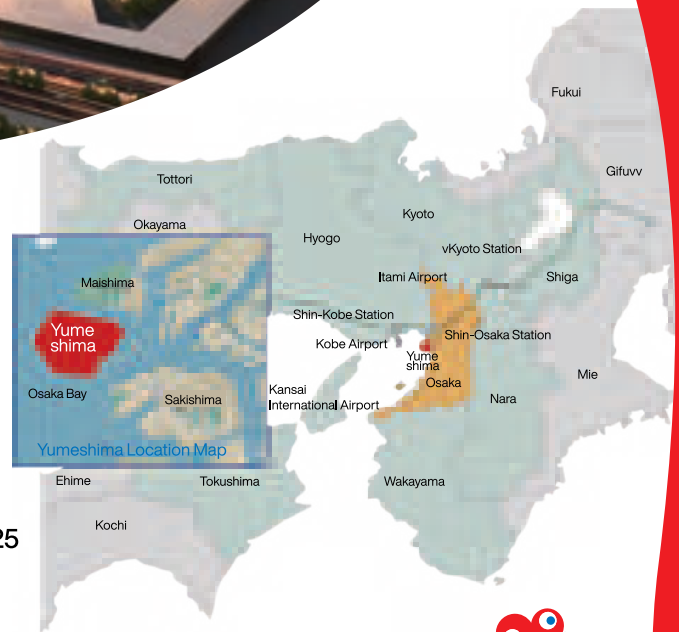 Fukui
Gifuvv
Tottori
Kyoto
Okayama
Hyogo
vKyoto Station
Itami Airport
Shiga
Maishima
Shin-Kobe Station
Yume
shima
Shin-Osaka Station
Kobe Airport
Yume
shima
Mie
Osaka
Osaka Bay
Sakishima
Kansai
International Airport
Nara
Yumeshima Location Map
Ehime
Tokushima
Wakayama
Kochi
25